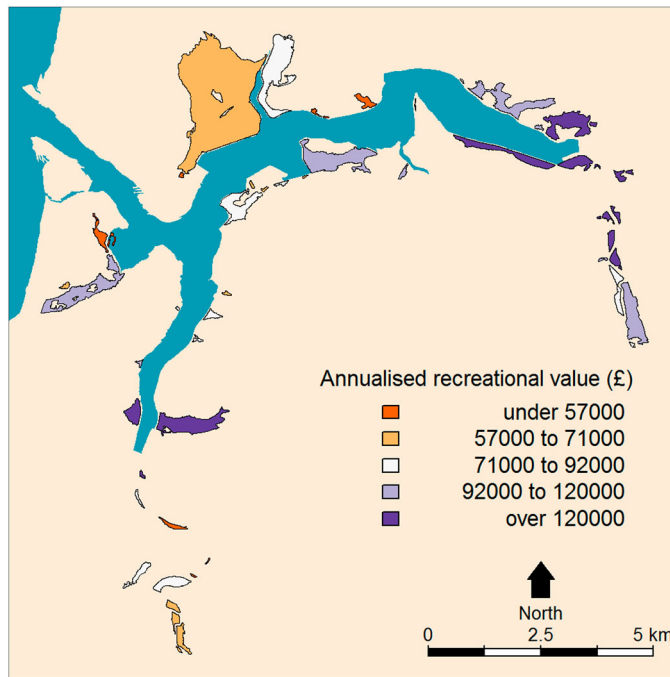 Annualised recreational value (£)
under 57000
57000 to 71000
71000 to 92000
92000 to 120000
over 120000
North
0 2.5 5 km